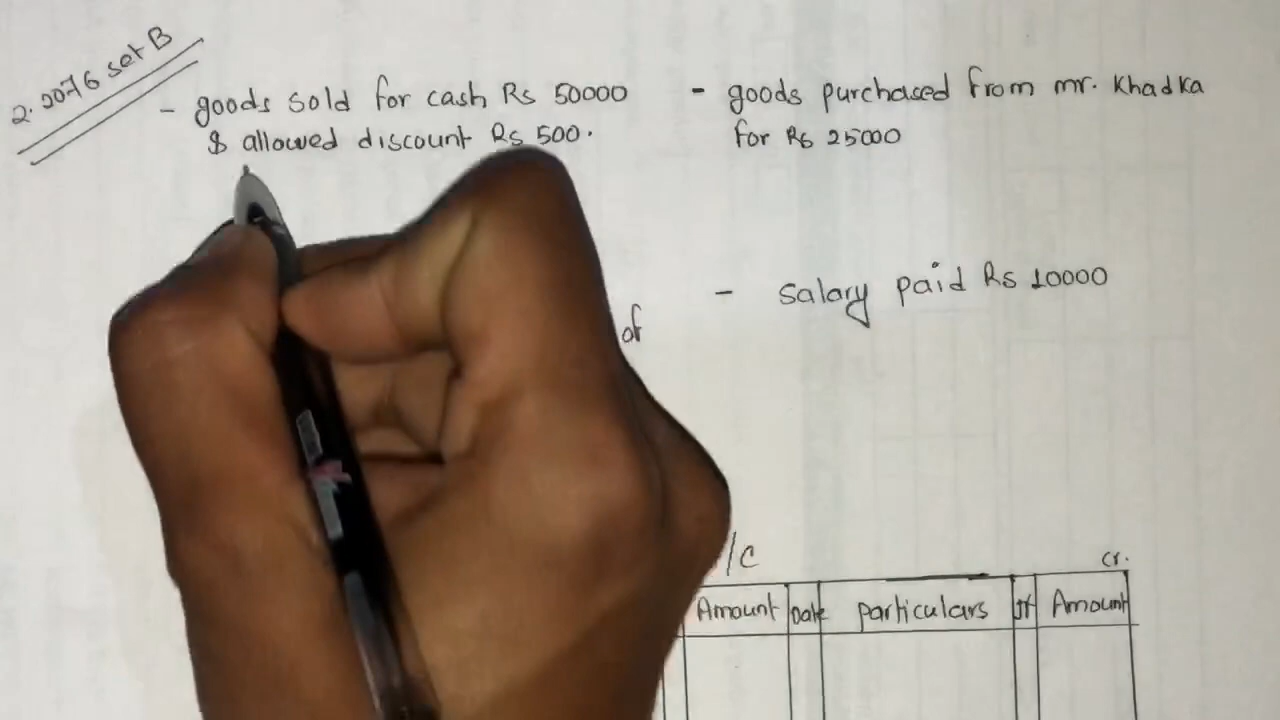 2. 2076 set B
- goods sold for cash Rs 50000
& allowed discount Rs 500.
- goods purchased from mr. Khadka
for Rs 25000
of
- salary paid Rs 10000
/c
cr.
Amount Date particulars Jf Amount